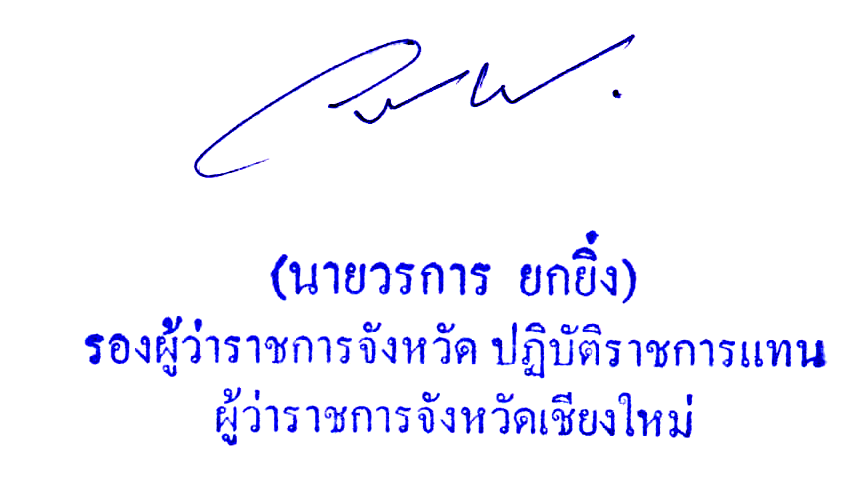 (นายวรการ ยกยิ่ง)
รองผู้ว่าราชการจังหวัด ปฏิบัติราชการแทน
ผู้ว่าราชการจังหวัดเชียงใหม่